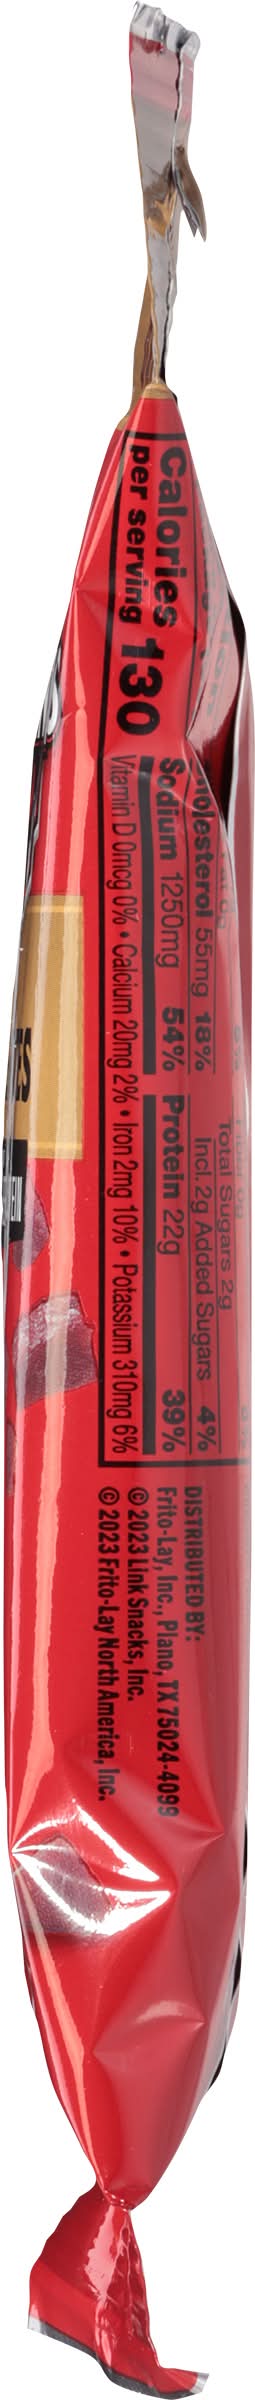 Calories
per serving 130
Cholesterol 55mg 18%
Sodium 1250mg 54%
Total Sugars 2g
Incl. 2g Added Sugars 4%
Protein 22g 39%
Vitamin D 0mcg 0% • Calcium 20mg 2% • Iron 2mg 10% • Potassium 310mg 6%
DISTRIBUTED BY:
Frito-Lay, Inc., Plano, TX 75024-4099
© 2023 Link Snacks, Inc.
© 2023 Frito-Lay North America, Inc.